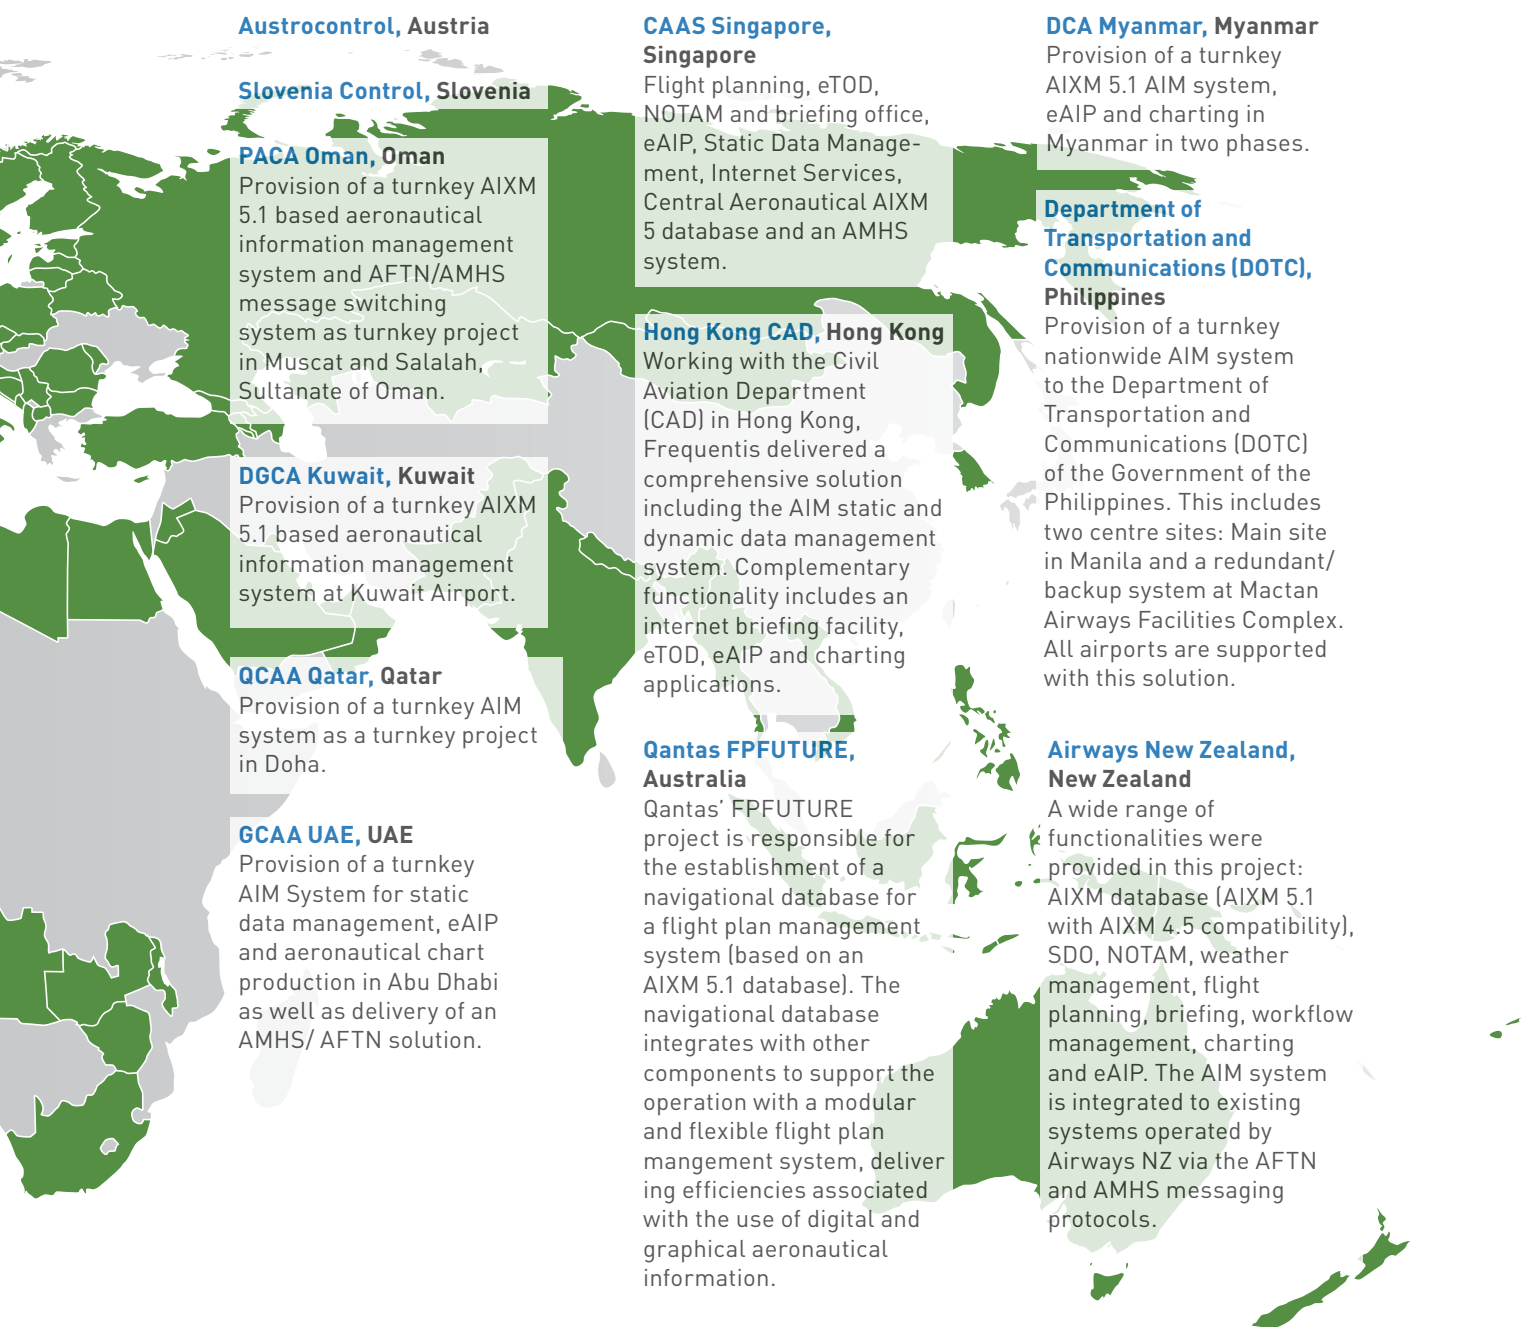 Austrocontrol, Austria
Slovenia Control, Slovenia
PACA Oman, Oman
Provision of a turnkey AIXM
5.1 based aeronautical
information management
system and AFTN/AMHS
message switching
system as turnkey project
in Muscat and Salalah,
Sultanate of Oman.
DGCA Kuwait, Kuwait
Provision of a turnkey AIXM
5.1 based aeronautical
information management
system at Kuwait Airport.
QCAA Qatar, Qatar
Provision of a turnkey AIM
system as a turnkey project
in Doha.
GCAA UAE, UAE
Provision of a turnkey
AIM System for static
data management, eAIP
and aeronautical chart
production in Abu Dhabi
as well as delivery of an
AMHS/ AFTN solution.
CAAS Singapore,
Singapore
Flight planning, eTOD,
NOTAM and briefing office,
eAIP, Static Data Manage-
ment, Internet Services,
Central Aeronautical AIXM
5 database and an AMHS
system.
Hong Kong CAD, Hong Kong
Working with the Civil
Aviation Department
(CAD) in Hong Kong,
Frequentis delivered a
comprehensive solution
including the AIM static and
dynamic data management
system. Complementary
functionality includes an
internet briefing facility,
eTOD, eAIP and charting
applications.
Qantas FPFUTURE,
Australia
Qantas’ FPFUTURE
project is responsible for
the establishment of a
navigational database for
a flight plan management
system (based on an
AIXM 5.1 database). The
navigational database
integrates with other
components to support the
operation with a modular
and flexible flight plan
mangement system, deliver
ing efficiencies associated
with the use of digital and
graphical aeronautical
information.
DCA Myanmar, Myanmar
Provision of a turnkey
AIXM 5.1 AIM system,
eAIP and charting in
Myanmar in two phases.
Department of
Transportation and
Communications (DOTC),
Philippines
Provision of a turnkey
nationwide AIM system
to the Department of
Transportation and
Communications (DOTC)
of the Government of the
Philippines. This includes
two centre sites: Main site
in Manila and a redundant/
backup system at Mactan
Airways Facilities Complex.
All airports are supported
with this solution.
Airways New Zealand,
New Zealand
A wide range of
functionalities were
provided in this project:
AIXM database (AIXM 5.1
with AIXM 4.5 compatibility),
SDO, NOTAM, weather
management, flight
planning, briefing, workflow
management, charting
and eAIP. The AIM system
is integrated to existing
systems operated by
Airways NZ via the AFTN
and AMHS messaging
protocols.